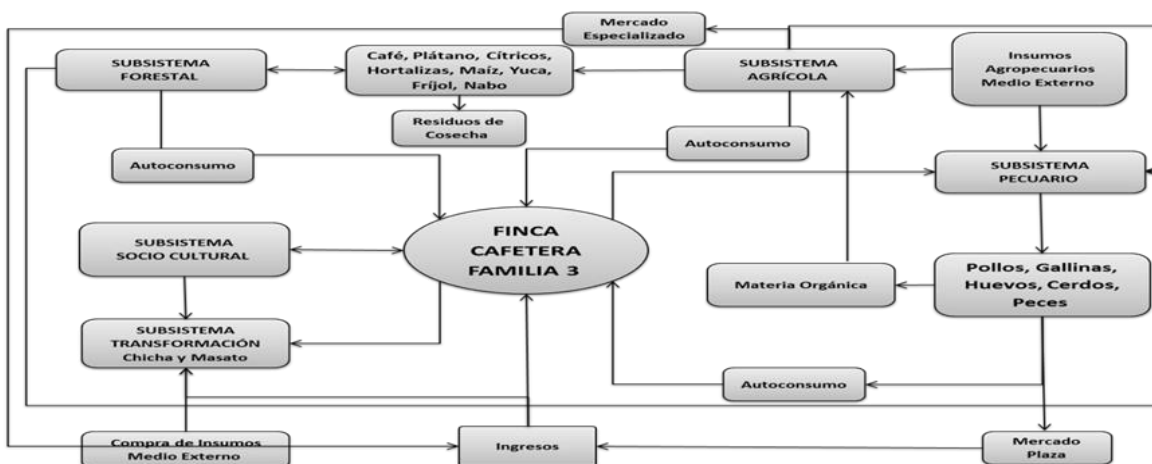 Mercado
Especializado
SUBSISTEMA
FORESTAL
Café, Plátano, Cítricos,
Hortalizas, Maíz, Yuca,
Fríjol, Nabo
SUBSISTEMA
AGRÍCOLA
Insumos
Agropecuarios
Medio Externo
Residuos de
Cosecha
Autoconsumo
Autoconsumo
SUBSISTEMA
PECUARIO
FINCA
CAFETERA
FAMILIA 3
SUBSISTEMA
SOCIO CULTURAL
Materia Orgánica
Pollos, Gallinas,
Huevos, Cerdos,
Peces
SUBSISTEMA
TRANSFORMACIÓN
Chicha y Masato
Autoconsumo
Compra de Insumos
Medio Externo
Ingresos
Mercado
Plaza